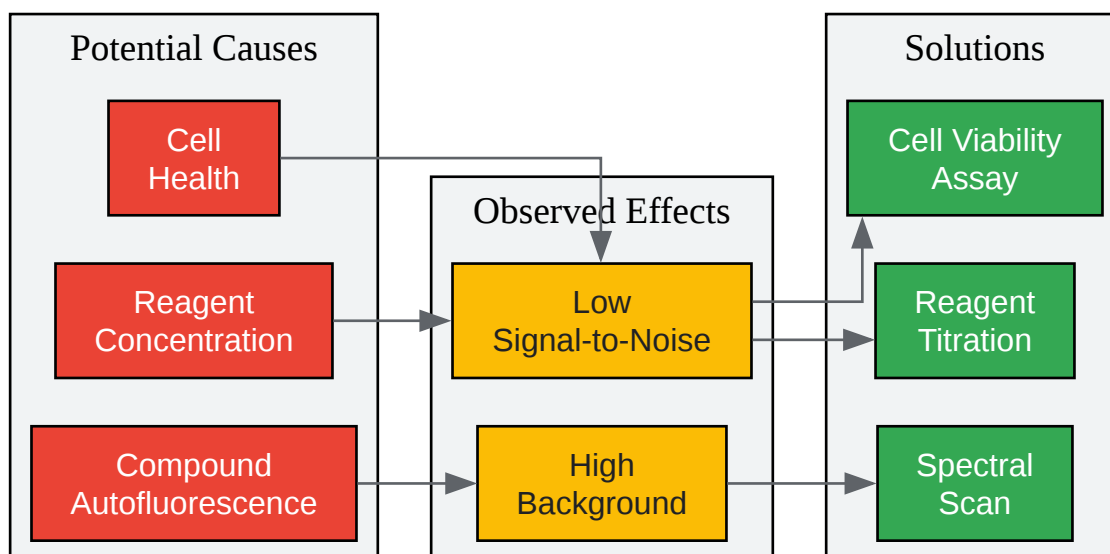 Potential Causes
Cell
Health
Reagent
Concentration
Compound
Autofluorescence
Observed Effects
Low
Signal-to-Noise
High
Background
Solutions
Cell Viability
Assay
Reagent
Titration
Spectral
Scan